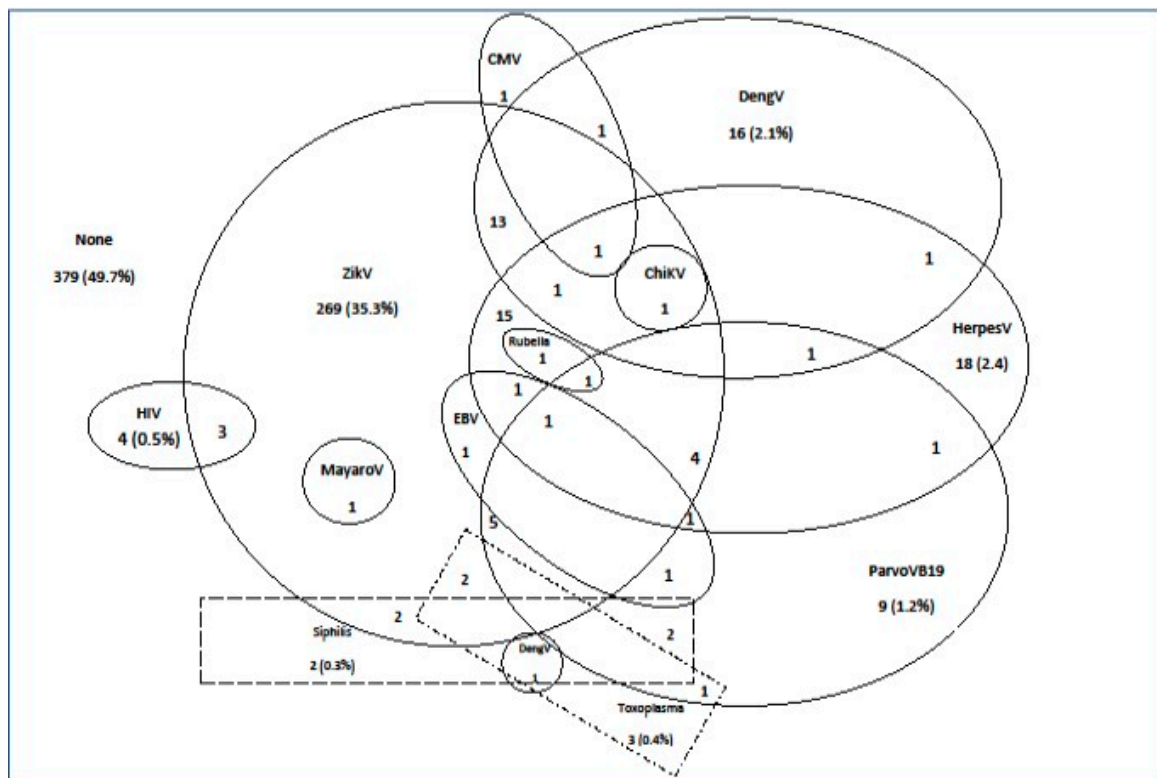 CMV
1
DengV
16 (2.1%)
1
13
None
379 (49.7%)
ZikV
269 (35.3%)
1
ChiKV
1
1
1
15
Rubella
1
1
1
HerpesV
18 (2.4)
1
1
EBV
1
HIV
4 (0.5%)
3
1
4
1
MayaroV
1
5
1
ParvoVB19
9 (1.2%)
1
2
2
2
Siphilis
2 (0.3%)
DengV
1
1
Toxoplasma
3 (0.4%)